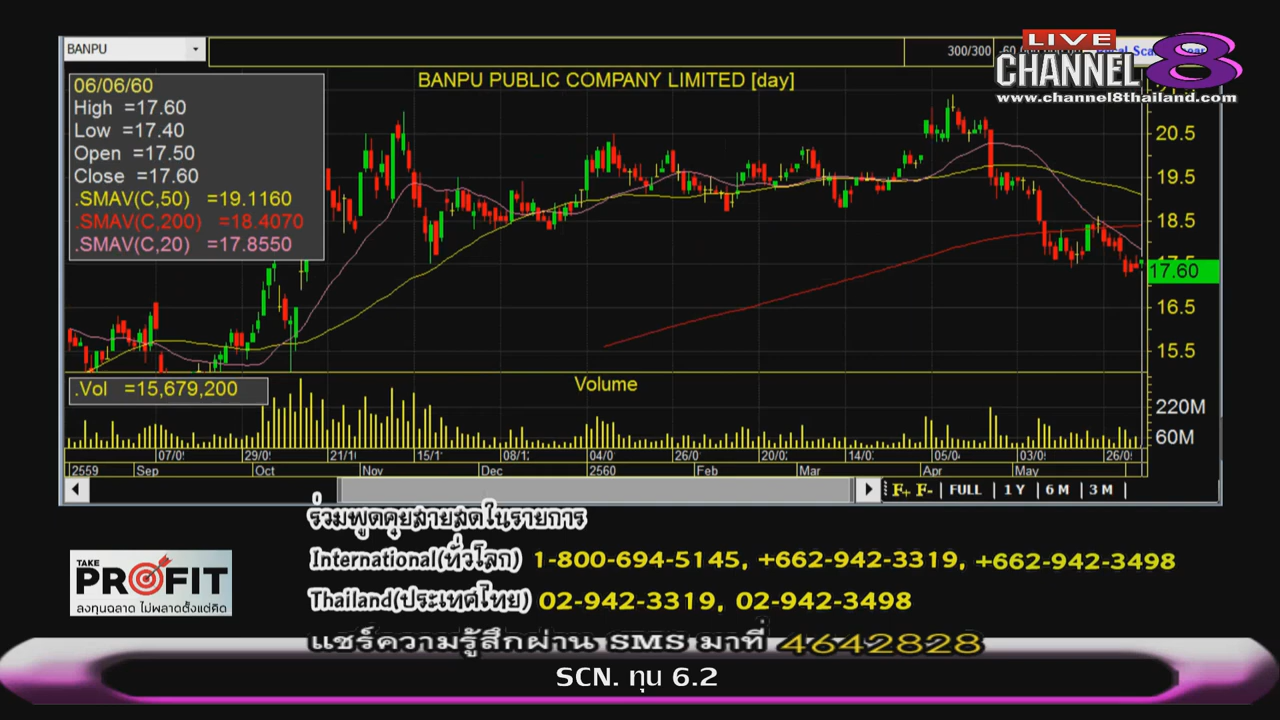 BANPU
300/300
LIVE
CHANNEL 8
www.channel8thailand.com
BANPU PUBLIC COMPANY LIMITED [day]
06/06/60
High =17.60
Low =17.40
Open =17.50
Close =17.60
.SMAV(C,50) =19.1160
.SMAV(C,200) =18.4070
.SMAV(C,20) =17.8550
20.5
19.5
18.5
17.60
16.5
15.5
.Vol =15,679,200
Volume
220M
60M
2559 Sep Oct Nov Dec 2560 Feb Mar Apr May
F+ F- FULL 1 Y 6 M 3 M
ร่วมพูดคุยสายสดในรายการ
International(ทั่วโลก) 1-800-694-5145, +662-942-3319, +662-942-3498
TAKE
PROFIT
ลงทุนฉลาด ไม่พลาดตั้งแต่คิด
Thailand(ประเทศไทย) 02-942-3319, 02-942-3498
แชร์ความรู้สึกผ่าน SMS มาที่ 4642828
SCN. ทุน 6.2